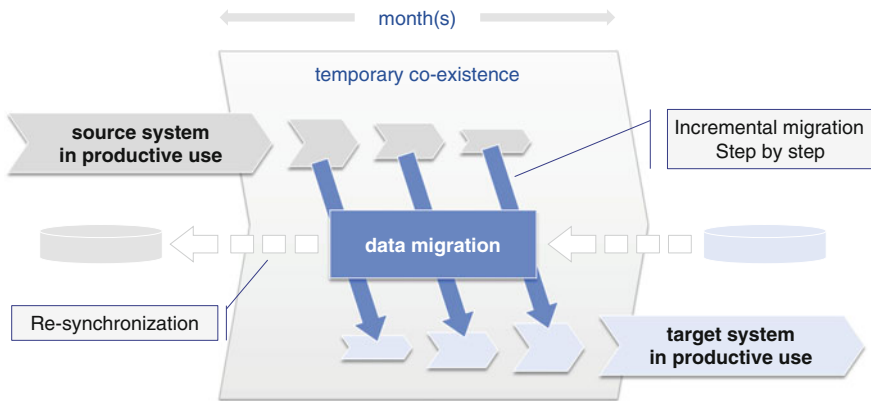 month(s)
temporary co-existence
source system
in productive use
Incremental migration
Step by step
data migration
Re-synchronization
target system
in productive use